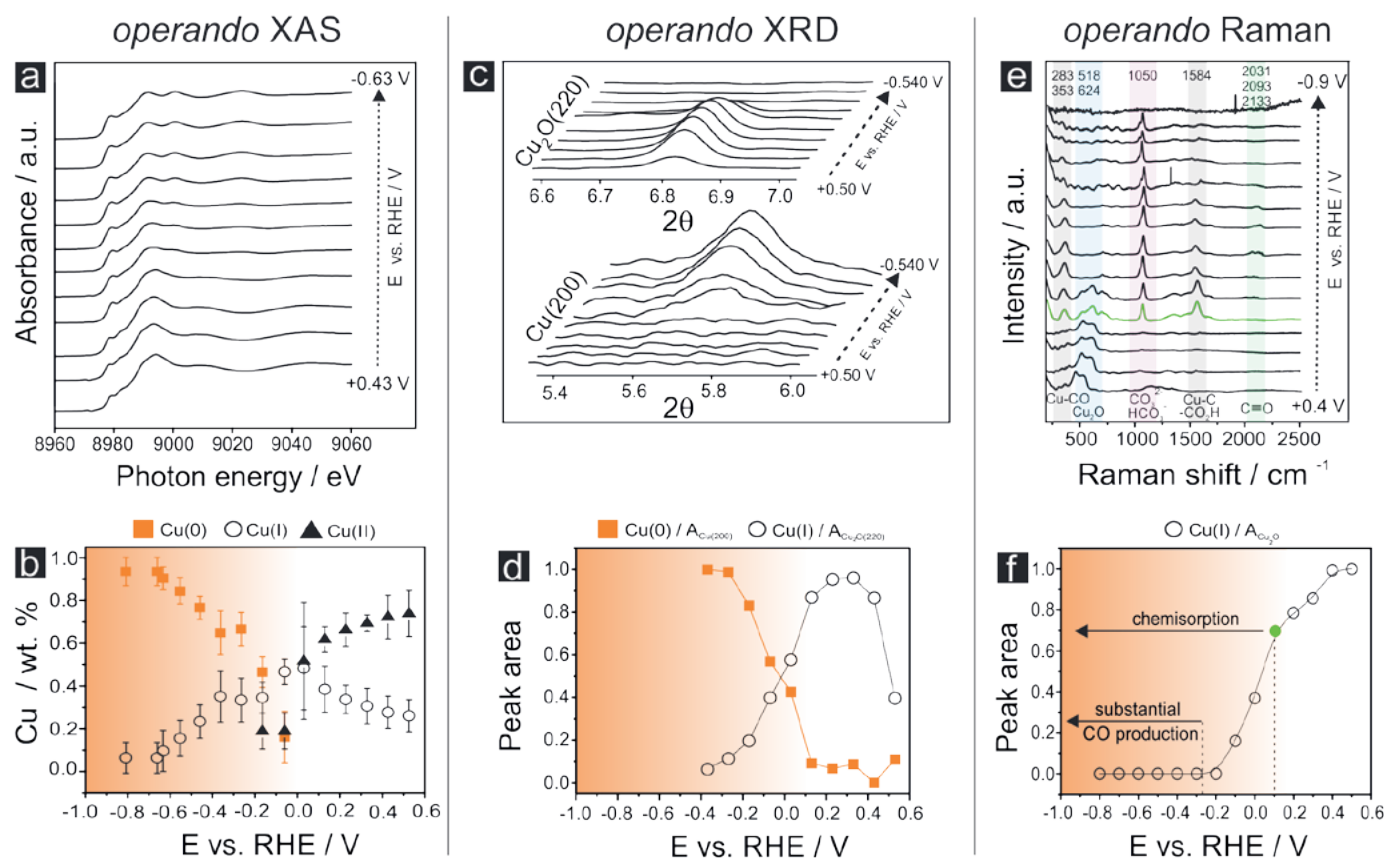 operando XAS
operando XRD
operando Raman
a
-0.63 V
E vs. RHE / V
+0.43 V
Absorbance / a.u.
8960 8980 9000 9020 9040 9060
Photon energy / eV
c
Cu₂O(220)
-0.540 V
E vs. RHE / V
+0.50 V
6.6 6.7 6.8 6.9 7.0
2θ
Cu(200)
-0.540 V
E vs. RHE / V
+0.50 V
5.4 5.6 5.8 6.0
2θ
e
283 518 1050 1584 2031
353 624 2093
2133
-0.9 V
E vs. RHE / V
+0.4 V
Intensity / a.u.
Cu-CO CO₃²⁻ Cu-C
Cu₂O HCO₃⁻ -CO₂H C≡O
500 1000 1500 2000 2500
Raman shift / cm⁻¹
Cu(0) Cu(I) Cu(II)
b
Cu / wt. %
1.0
0.8
0.6
0.4
0.2
0.0
-1.0 -0.8 -0.6 -0.4 -0.2 0.0 0.2 0.4 0.6
E vs. RHE / V
Cu(0) / A Cu(200) Cu(I) / A Cu₂O(220)
d
Peak area
1.0
0.8
0.6
0.4
0.2
0.0
-1.0 -0.8 -0.6 -0.4 -0.2 0.0 0.2 0.4 0.6
E vs. RHE / V
Cu(I) / A Cu₂O
f
Peak area
1.0
0.8
0.6
0.4
0.2
0.0
chemisorption
substantial
CO production
-1.0 -0.8 -0.6 -0.4 -0.2 0.0 0.2 0.4 0.6
E vs. RHE / V